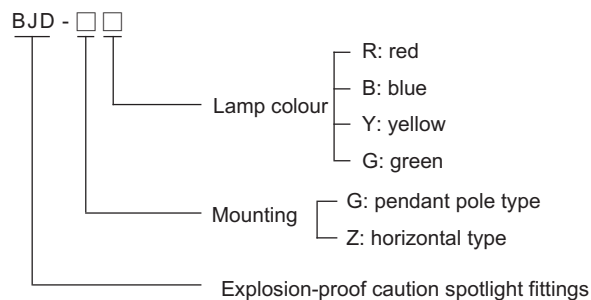 BJD - □ □
R: red
B: blue
Lamp colour
Y: yellow
G: green
G: pendant pole type
Mounting
Z: horizontal type
Explosion-proof caution spotlight fittings